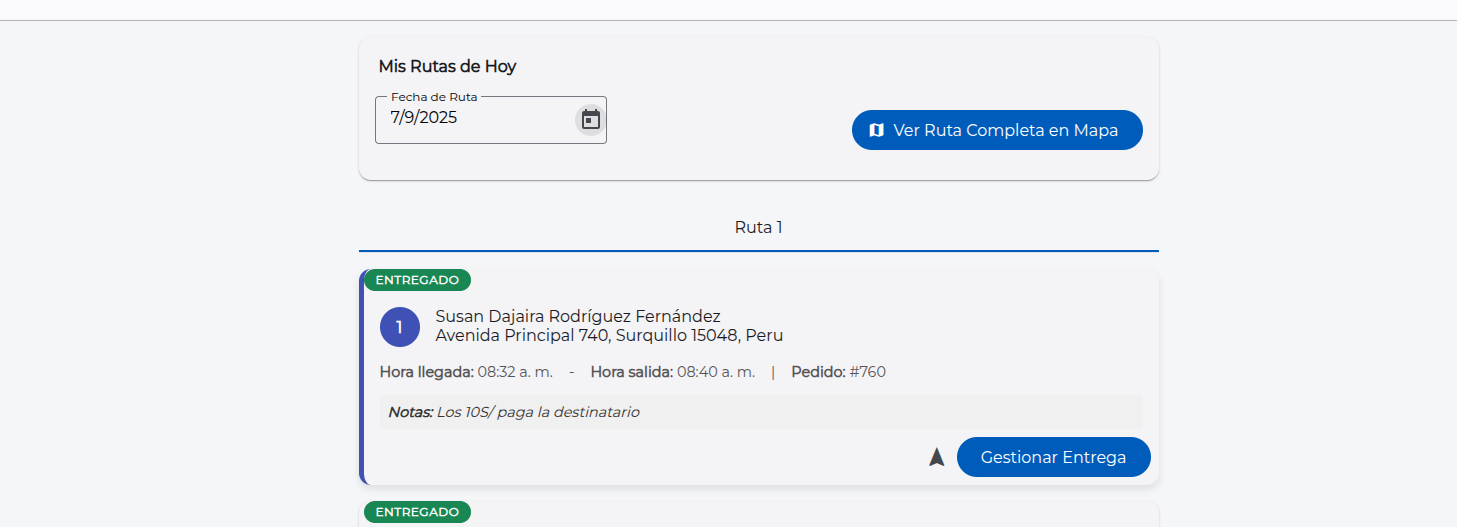 Mis Rutas de Hoy
Fecha de Ruta
7/9/2025
Ver Ruta Completa en Mapa
Ruta 1
ENTREGADO
1
Susan Dajaira Rodríguez Fernández
Avenida Principal 740, Surquillo 15048, Peru
Hora llegada: 08:32 a. m. - Hora salida: 08:40 a. m. | Pedido: #760
Notas: Los 10S/ paga la destinatario
Gestionar Entrega
ENTREGADO